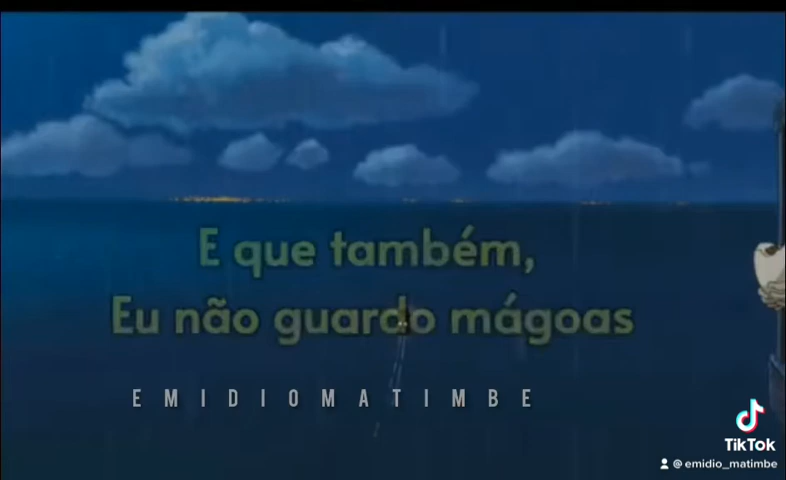 E que também,
Eu não guardo mágoas
EMIDIOMATIMBE
TikTok
@emidio_matimbe